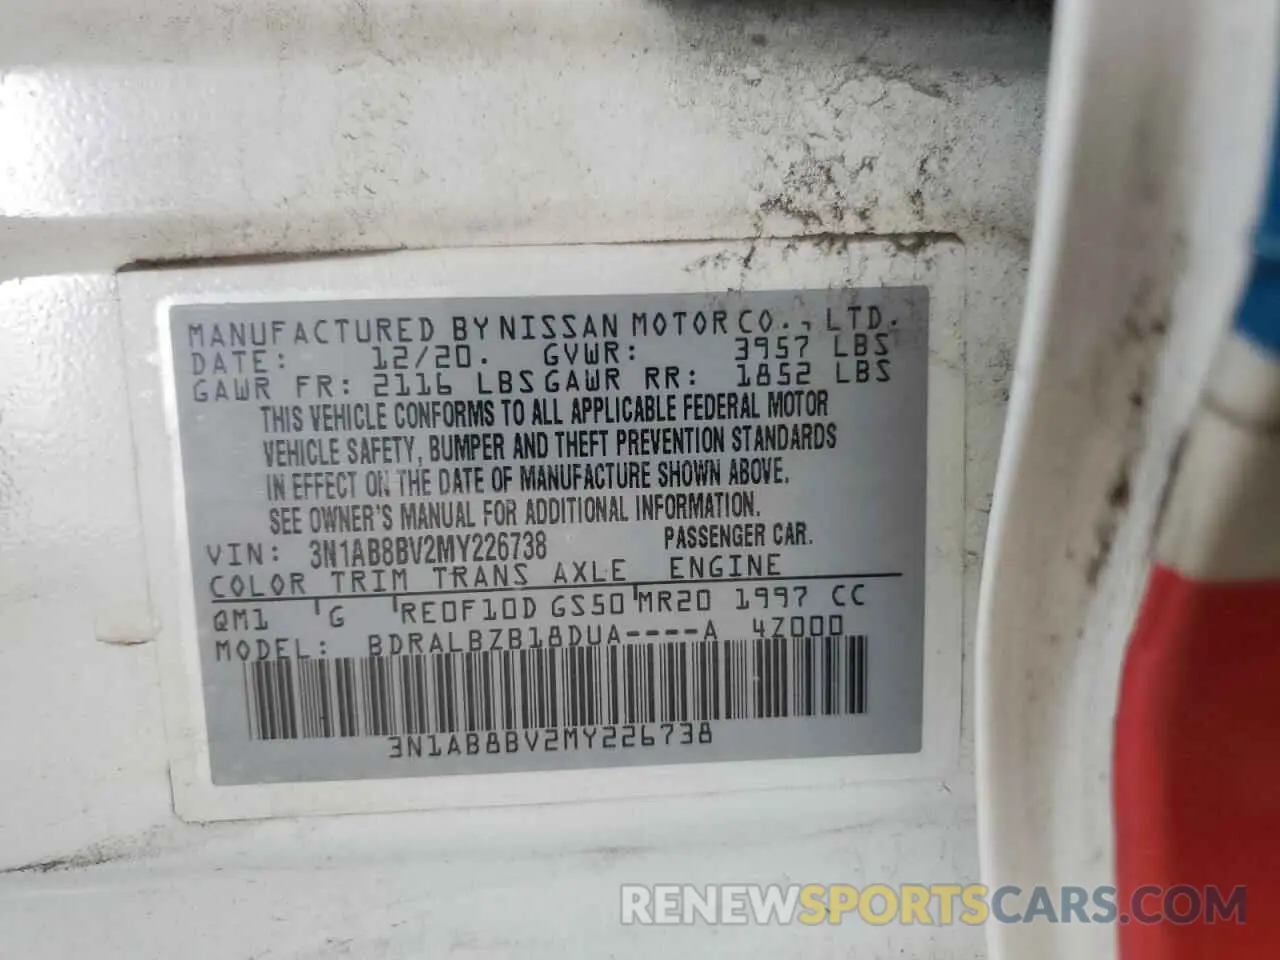 MANUFACTURED BY NISSAN MOTOR CO., LTD.
DATE: 12/20. GVWR: 3957 LBS
GAWR FR: 2116 LBS GAWR RR: 1852 LBS
THIS VEHICLE CONFORMS TO ALL APPLICABLE FEDERAL MOTOR
VEHICLE SAFETY, BUMPER AND THEFT PREVENTION STANDARDS
IN EFFECT ON THE DATE OF MANUFACTURE SHOWN ABOVE.
SEE OWNER'S MANUAL FOR ADDITIONAL INFORMATION.
VIN: 3N1AB8BV2MY226738 PASSENGER CAR.
COLOR TRIM TRANS AXLE ENGINE
QM1 G RE0F10D GS50 MR20 1997 CC
MODEL: BDRALBZB18DUA----A 4Z000
3N1AB8BV2MY226738
RENEWSPORTSCARS.COM